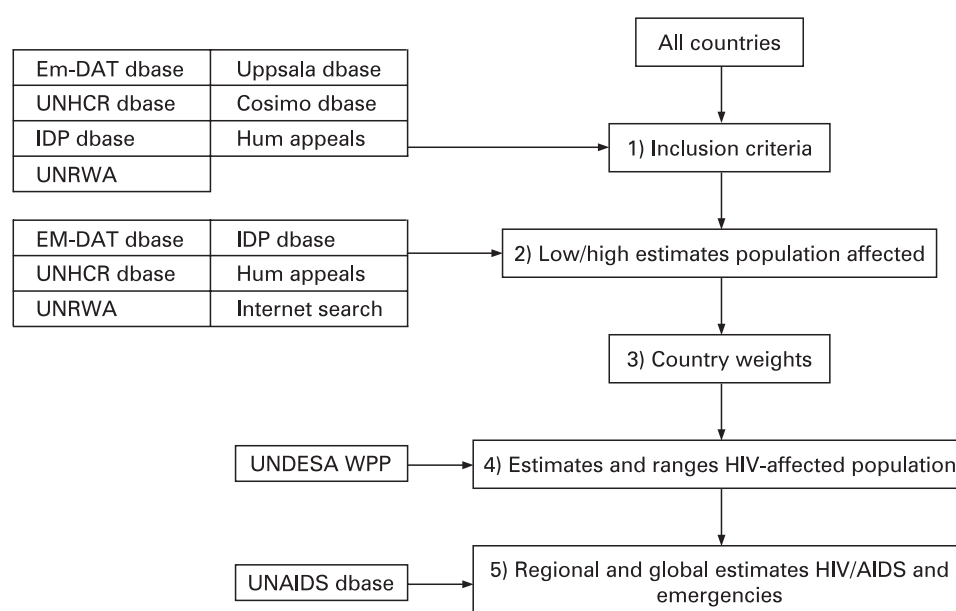 All countries
Em-DAT dbase Uppsala dbase
UNHCR dbase Cosimo dbase
IDP dbase Hum appeals
UNRWA
1) Inclusion criteria
EM-DAT dbase IDP dbase
UNHCR dbase Hum appeals
UNRWA Internet search
2) Low/high estimates population affected
3) Country weights
UNDESA WPP
4) Estimates and ranges HIV-affected population
UNAIDS dbase
5) Regional and global estimates HIV/AIDS and
emergencies